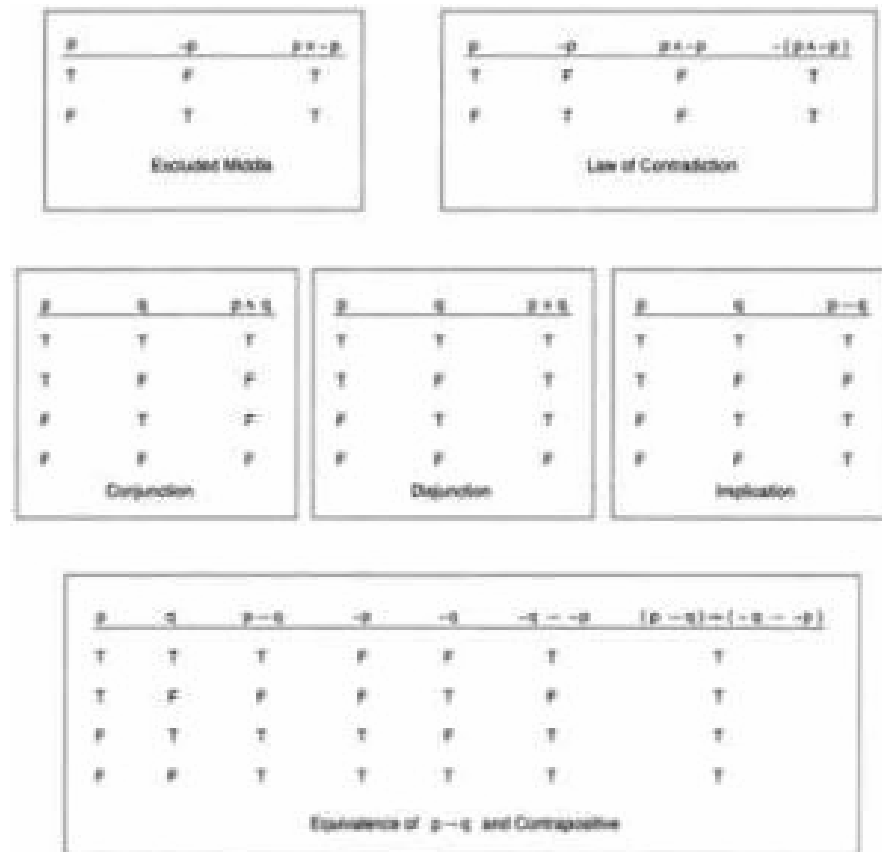 p -p p ∨ -p
T F T
F T T
Excluded Middle
p -p p ∧ -p -(p ∧ -p)
T F F T
F T F T
Law of Contradiction
p q p ∧ q
T T T
T F F
F T F
F F F
Conjunction
p q p ∨ q
T T T
T F T
F T T
F F F
Disjunction
p q p → q
T T T
T F F
F T T
F F T
Implication
p q p → q -p -q -q → -p (p → q) ↔ (-q → -p)
T T T F F T T
T F F F T F T
F T T T F T T
F F T T T T T
Equivalence of p → q and Contrapositive